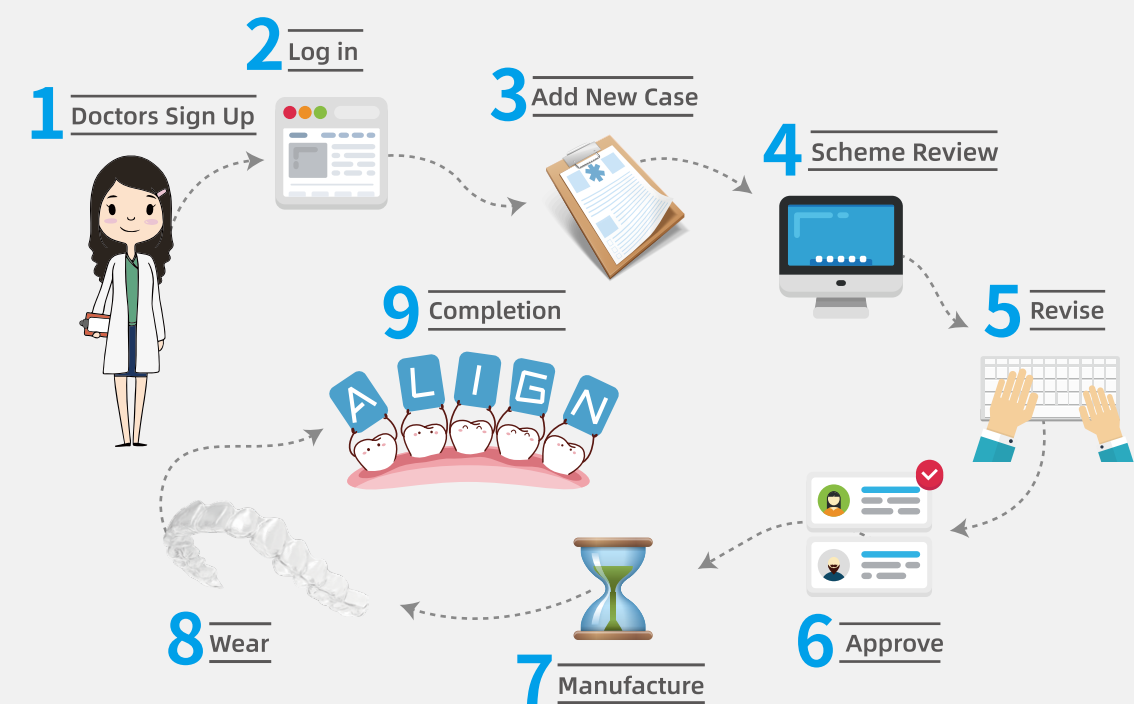 1 Doctors Sign Up
2 Log in
3 Add New Case
4 Scheme Review
5 Revise
6 Approve
7 Manufacture
8 Wear
9 Completion
A L I G N